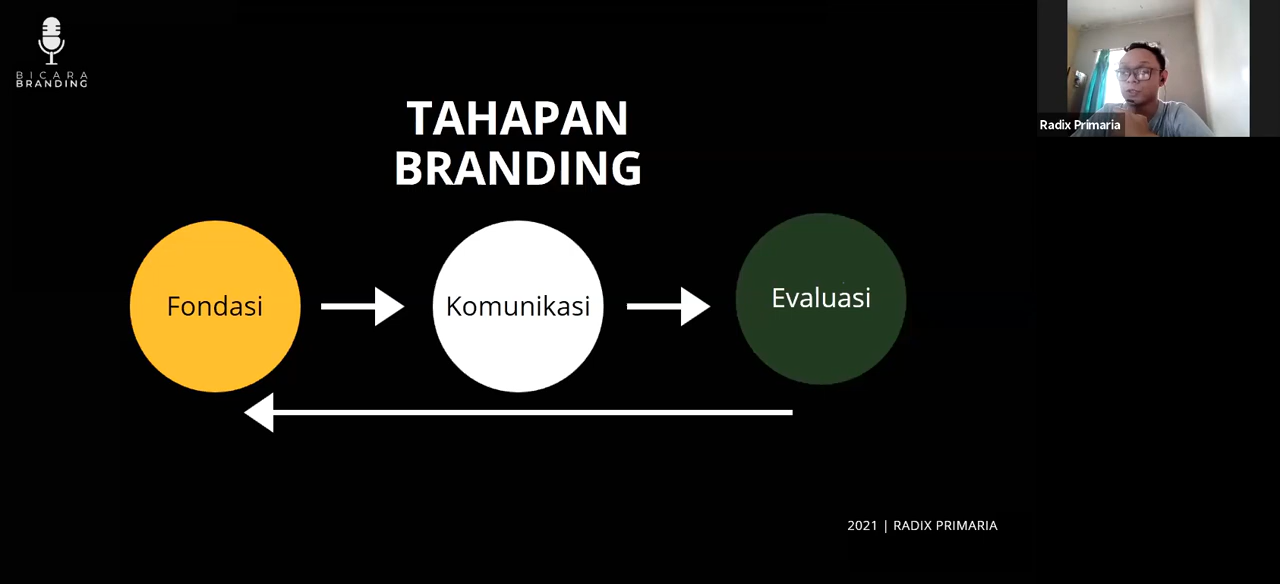 BICARA
BRANDING
TAHAPAN
BRANDING
Fondasi
Komunikasi
Evaluasi
2021 | RADIX PRIMARIA
Radix Primaria